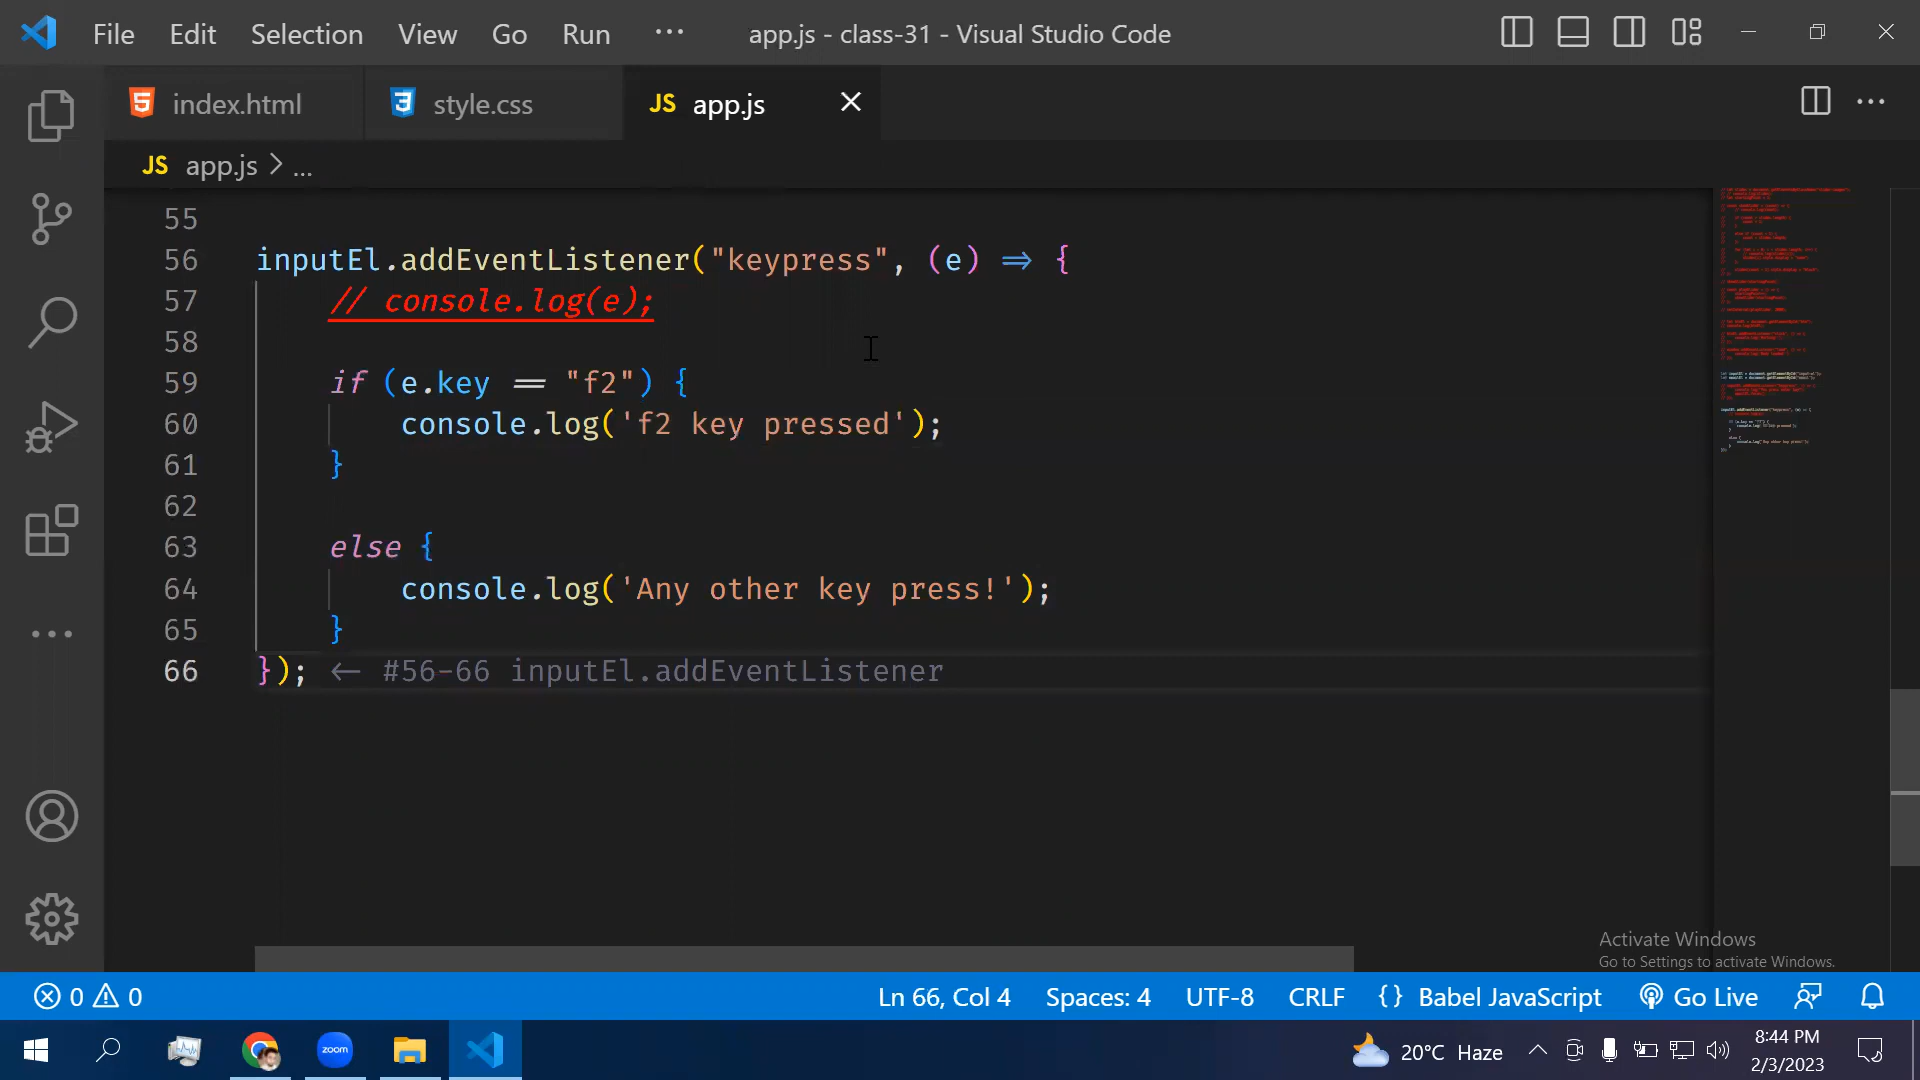 File Edit Selection View Go Run ··· app.js - class-31 - Visual Studio Code
index.html style.css JS app.js
JS app.js > ...
55
56 inputEl.addEventListener("keypress", (e) => {
57 // console.log(e);
58
59 if (e.key == "f2") {
60 console.log('f2 key pressed');
61 }
62
63 else {
64 console.log('Any other key press!');
65 }
66 }); <- #56-66 inputEl.addEventListener
Activate Windows
Go to Settings to activate Windows.
0 0 Ln 66, Col 4 Spaces: 4 UTF-8 CRLF {} Babel JavaScript Go Live
zoom 20°C Haze 8:44 PM
2/3/2023